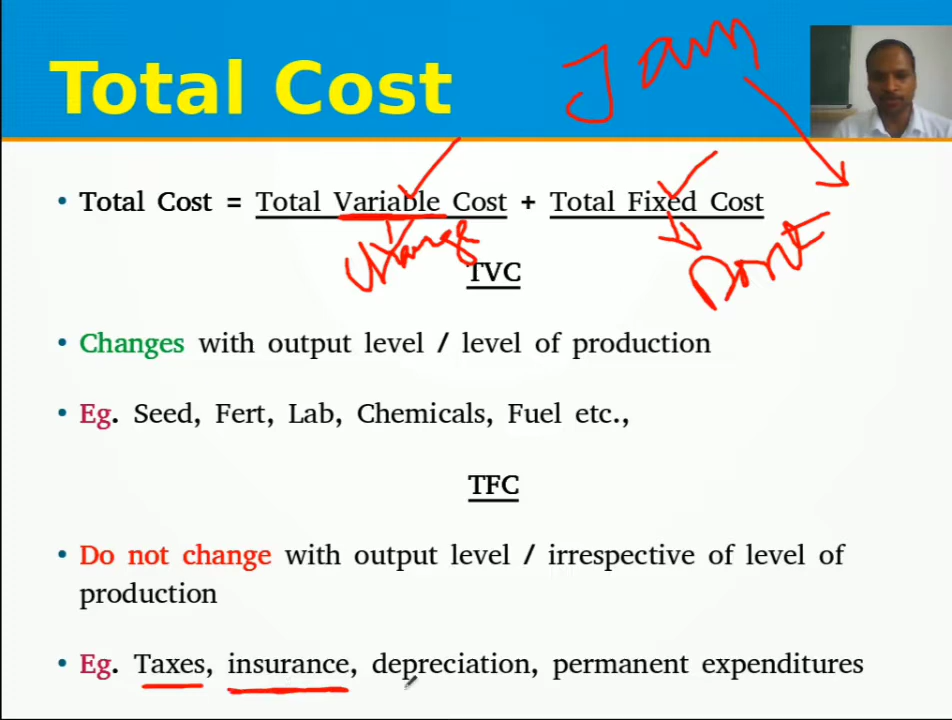 Total Cost
Jam
• Total Cost = Total Variable Cost + Total Fixed Cost
Change
Dont
TVC
• Changes with output level / level of production
• Eg. Seed, Fert, Lab, Chemicals, Fuel etc.,
TFC
• Do not change with output level / irrespective of level of
production
• Eg. Taxes, insurance, depreciation, permanent expenditures